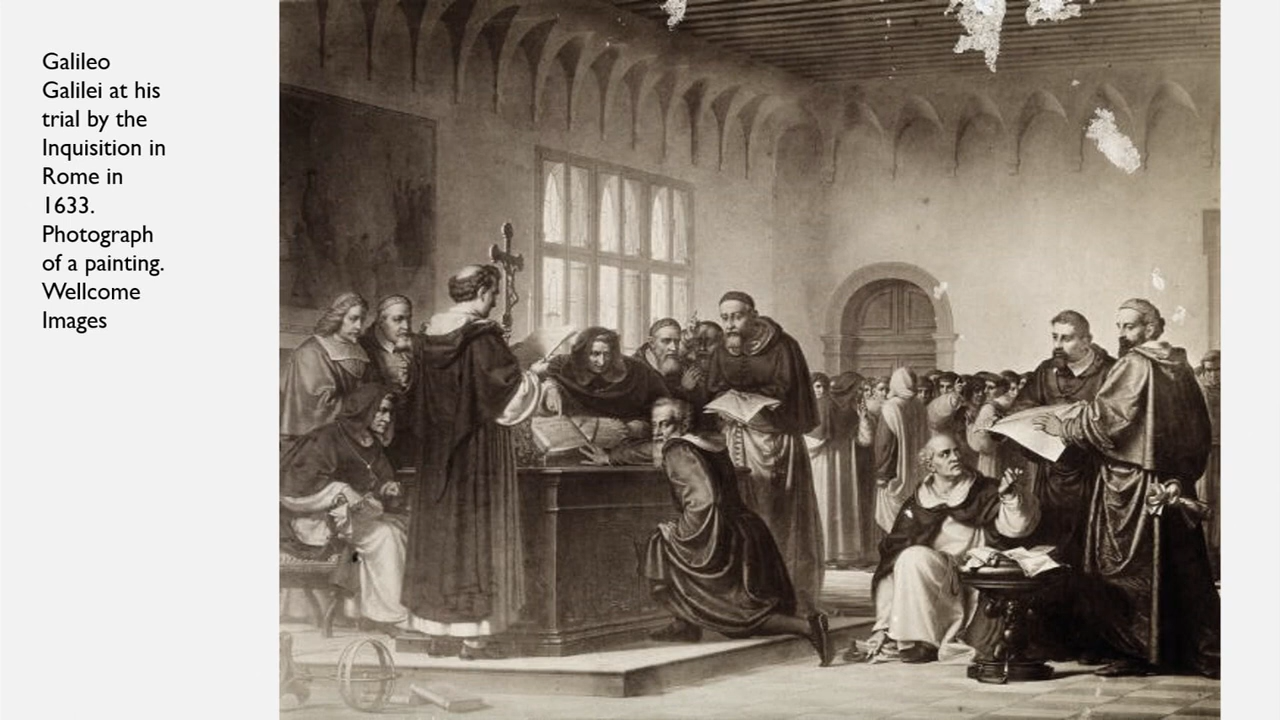 Galileo
Galilei at his
trial by the
Inquisition in
Rome in
1633.
Photograph
of a painting.
Wellcome
Images